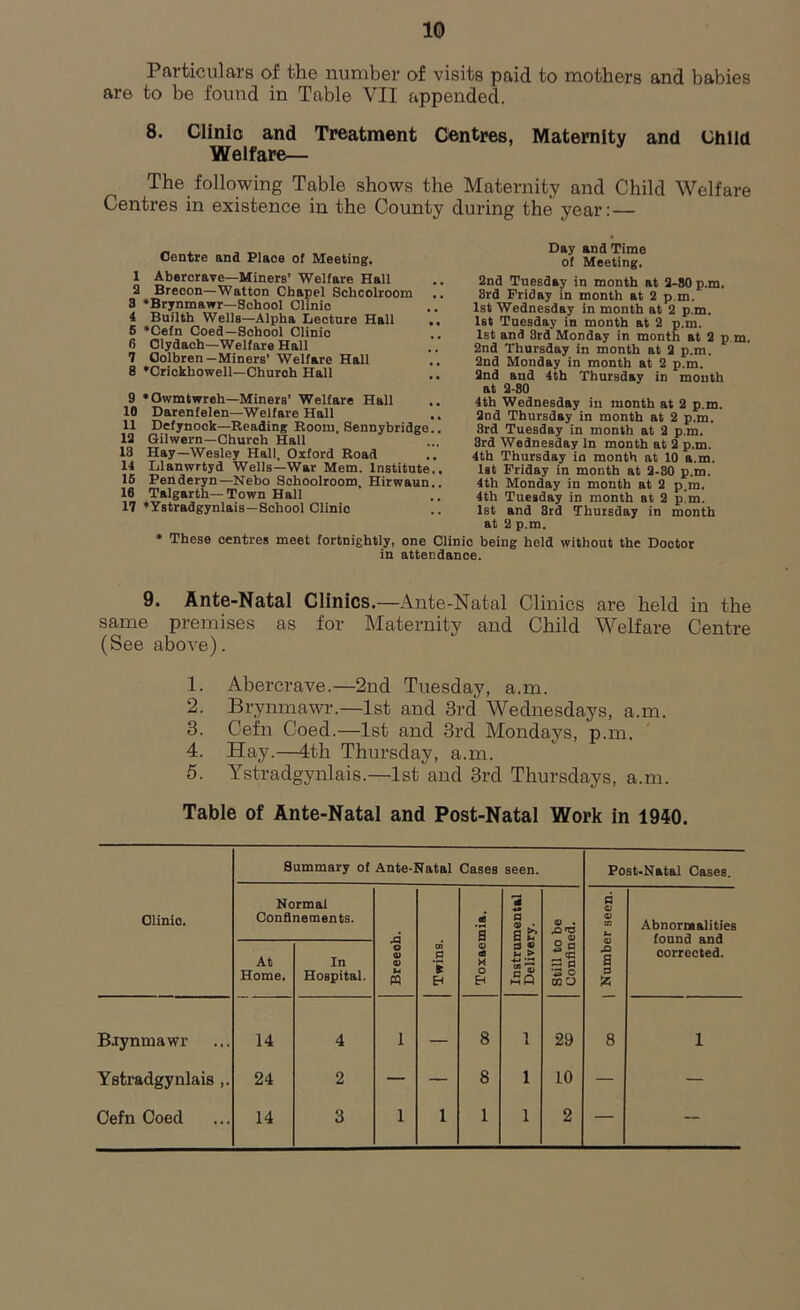 10
Particulars of the number of visits paid to mothers and babies
are to be found in Table VII appended.
8. Clinic and Treatment Centres, Maternity and Child
Welfare—
The following Table shows the Maternity and Child Welfare
Centres in existence in the County during the year:—
Centre and Place of Meeting. Day and Time of Meeting.
1 Abercrave—Miners' Welfare Hall .. 2nd Tuesday in month at 2-30 p.m.
2 Brecon—Watton Chapel Schoolroom .. 3rd Friday in month at 2 p.m.
3 *Brynmawr—School Clinic .. 1st Wednesday in month at 2 p.m.
4 Builth Wells—Alpha Lecture Hall .. 1st Tuesday in month at 2 p.m.
5 *Cefn Coed—School Clinic .. 1st and 3rd Monday in month at 2 p.m.
6 Clydach—Welfare Hall .. 2nd Thursday in month at 2 p.m.
7 Colbren—Miners' Welfare Hall .. 2nd Monday in month at 2 p.m.
8 *Crickhowell—Church Hall .. 2nd and 4th Thursday in month
at 2-30
9 *Cwmtwrch—Miners' Welfare Hall .. 4th Wednesday in month at 2 p.m.
10 Darenfelen—Welfare Hall .. 2nd Thursday in month at 2 p.m.
11 Defynock—Reading Room, Sennybridge.. 3rd Tuesday in month at 2 p.m.
12 Gilwern—Church Hall ... 3rd Wednesday in month at 2 p.m.
13 Hay—Wesley Hall, Oxford Road .. 4th Thursday in month at 10 a.m.
14 Llanwrtyd Wells—War Mem. Institute.. 1st Friday in month at 2-30 p.m.
15 Penderyn—Nebo Schoolroom, Hirwaun.. 4th Monday in month at 2 p.m.
16 Talgarth—Town Hall .. 4th Tuesday in month at 2 p.m.
17 *Ystradgynlais—School Clinic .. 1st and 3rd Thursday in month
at 2 p.m.
* These centres meet fortnightly, one Clinic being held without the Doctor
in attendance.
9. Ante-Natal Clinics.—Ante-Natal Clinics are held in the
same premises as for Maternity and Child Welfare Centre
(See above).
1. Abercrave.—2nd Tuesday, a.m.
2. Brynmawr.—1st and 3rd Wednesdays, a.m.
3. Cefn Coed.—1st and 3rd Mondays, p.m.
4. Hay.—4th Thursday, a.m.
5. Ystradgynlais.—1st and 3rd Thursdays, a.m.
Table of Ante-Natal and Post-Natal Work in 1940.
Summary of Ante-Natal Cases seen. Post-Natal Cases.
Clinic. Normal Confinements. Breech. Twins. Toxaemia. Instrumental Delivery. Still to be Confined. Number seen. Abnormalities found and corrected.
At Home. In Hospital.
Brynmawr ... 14 4 1 — 8 1 29 8 1
Ystradgynlais .. 24 2 — — 8 1 10 — —
Cefn Coed ... 14 3 1 1 1 1 2 — —